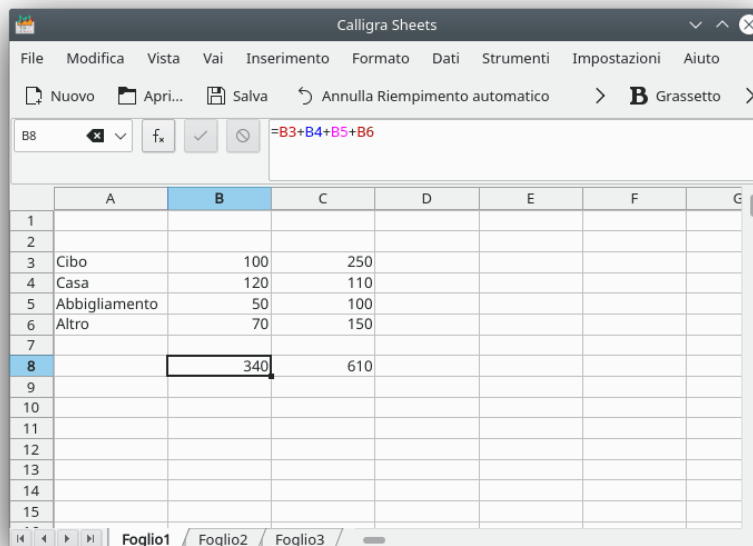 Calligra Sheets
File Modifica Vista Vai Inserimento Formato Dati Strumenti Impostazioni Aiuto
Nuovo Apri... Salva Annulla Riempimento automatico B Grassetto
B8 fx =B3+B4+B5+B6
A B C D E F G
1
2
3 Cibo 100 250
4 Casa 120 110
5 Abbigliamento 50 100
6 Altro 70 150
7
8 340 610
9
10
11
12
13
14
15
Foglio1 Foglio2 Foglio3